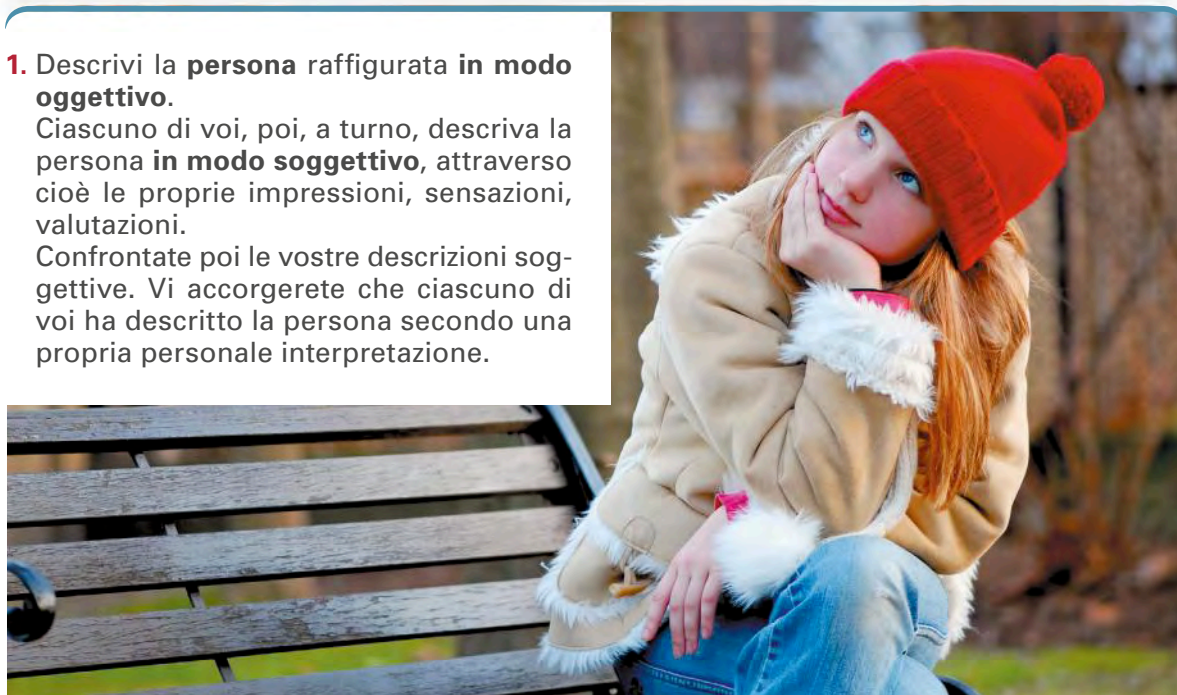 1. Descrivi la persona raffigurata in modo
oggettivo.
Ciascuno di voi, poi, a turno, descriva la
persona in modo soggettivo, attraverso
cioè le proprie impressioni, sensazioni,
valutazioni.
Confrontate poi le vostre descrizioni sog-
gettive. Vi accorgerete che ciascuno di
voi ha descritto la persona secondo una
propria personale interpretazione.